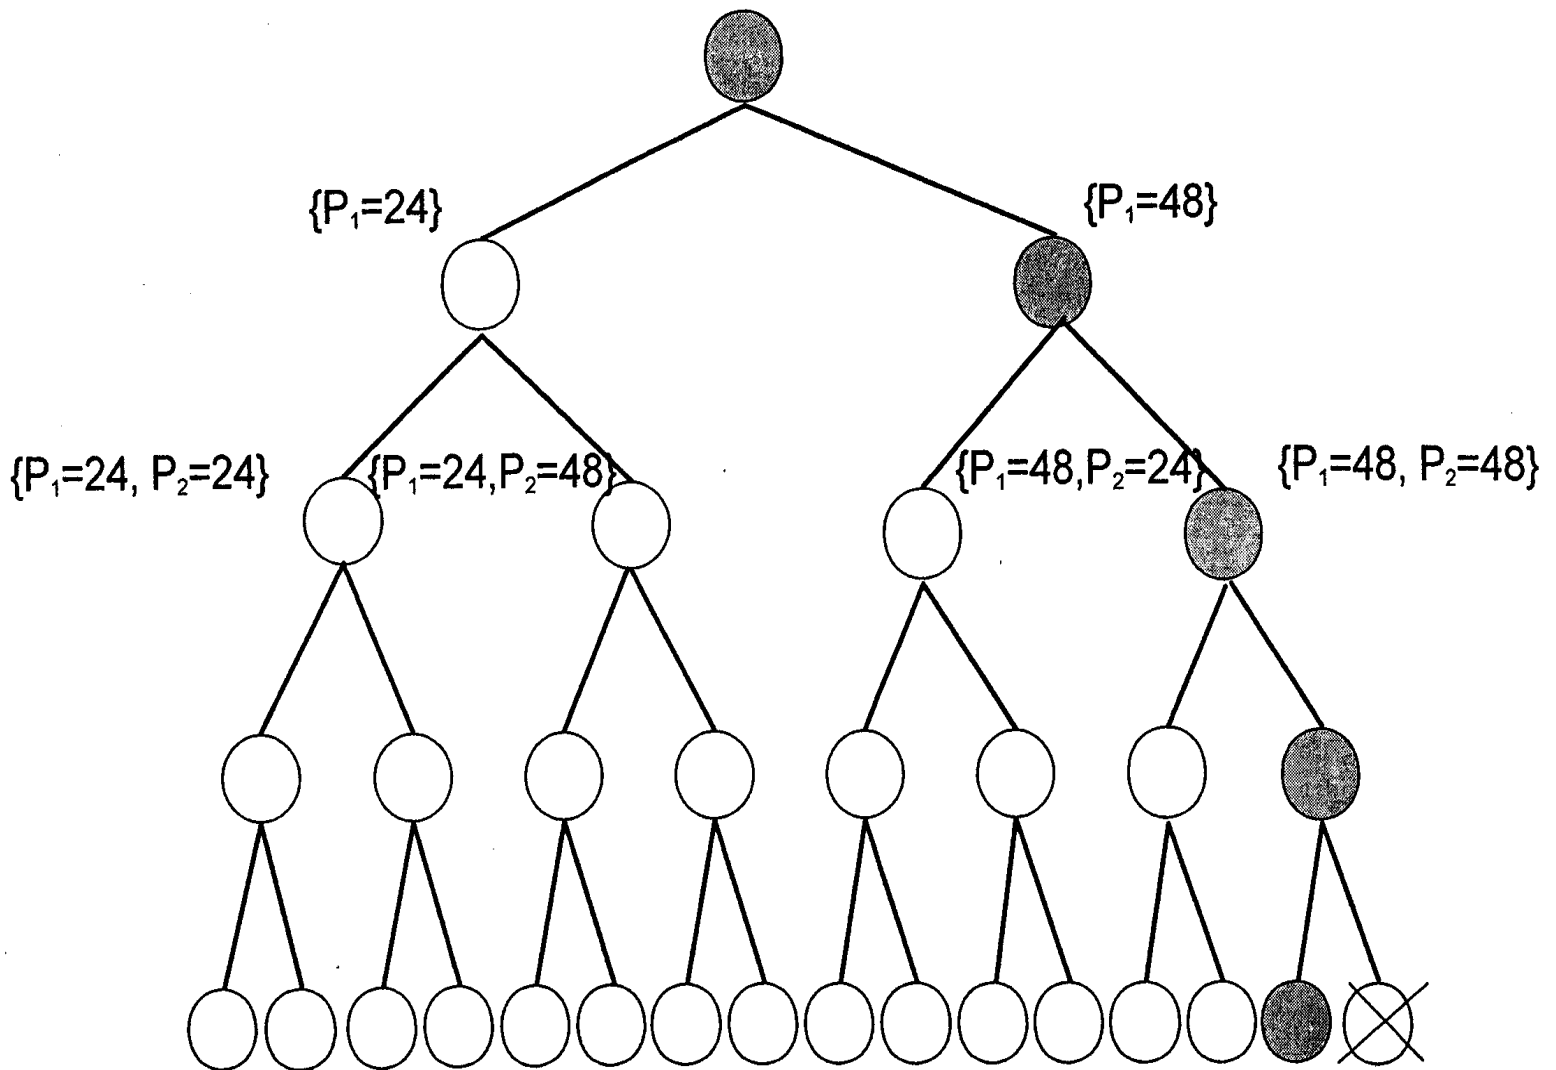 {P₁=24}
{P₁=48}
{P₁=24, P₂=24}
{P₁=24,P₂=48}
{P₁=48,P₂=24}
{P₁=48, P₂=48}